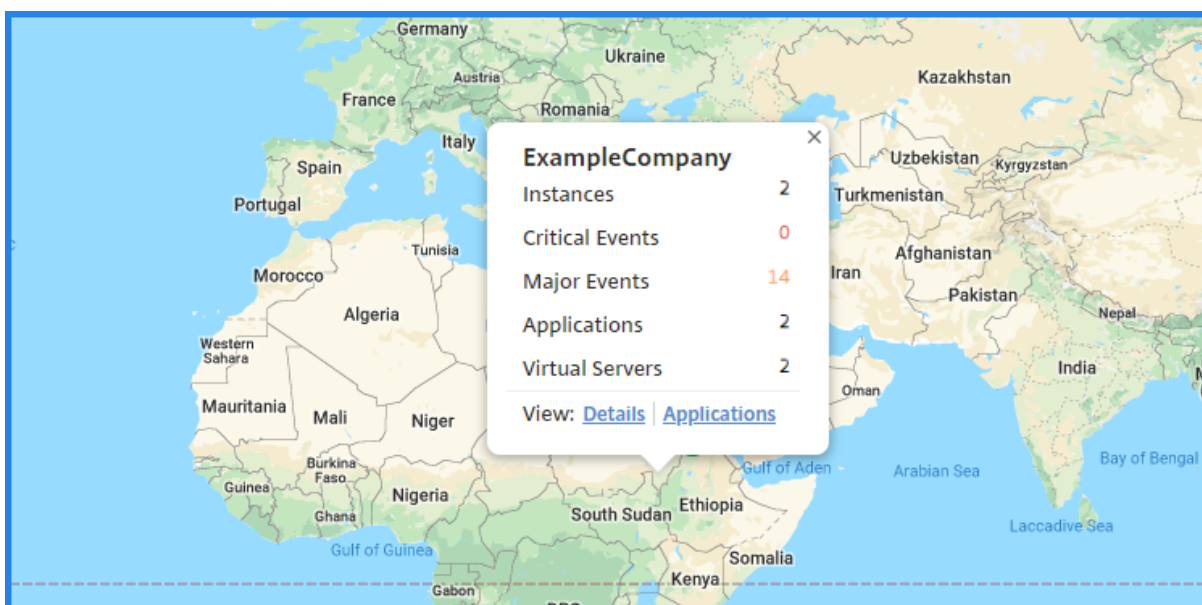 Germany
Ukraine
Austria
Kazakhstan
France
Romania
Italy
×
ExampleCompany
Uzbekistan
Kyrgyzstan
Spain
Instances 2
Turkmenistan
Portugal
Critical Events 0
Tunisia
Afghanistan
Morocco
Major Events 14
Iran
Pakistan
Algeria
Applications 2
Nepal
Western
Sahara
Virtual Servers 2
India
Oman
Mauritania
Mali
Niger
View: Details | Applications
Burkina
Faso
Gulf of Aden
Arabian Sea
Bay of Bengal
Guinea
Nigeria
Ethiopia
Ghana
South Sudan
Laccadive Sea
Gulf of Guinea
Somalia
Kenya
Gabon
DRC